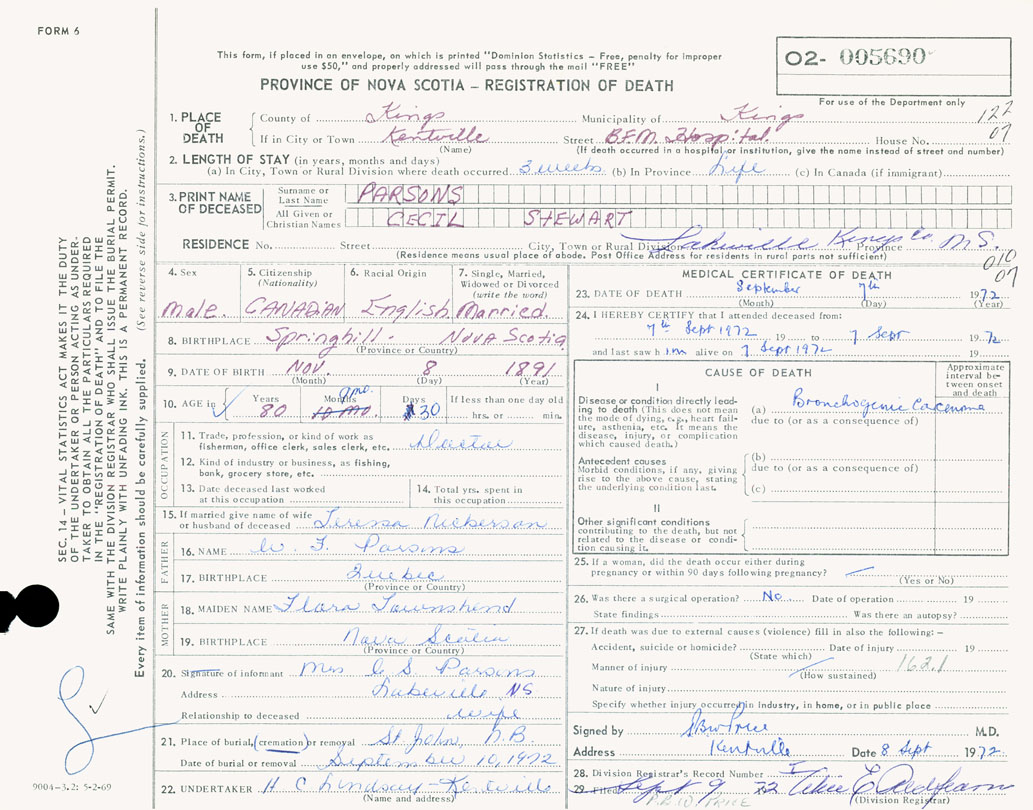 FORM 6
This form, if placed in an envelope, on which is printed "Dominion Statistics — Free, penalty for improper
use $50," and properly addressed will pass through the mail "FREE"
PROVINCE OF NOVA SCOTIA — REGISTRATION OF DEATH
02- 005690
For use of the Department only
122
07
1. PLACE OF DEATH
County of Kings Municipality of Kings
If in City or Town Kentville Street B.F.M. Hospital. House No.
(Name) (If death occurred in a hospital or institution, give the name instead of street and number)
2. LENGTH OF STAY (in years, months and days)
(a) In City, Town or Rural Division where death occurred 3 weeks (b) In Province Life (c) In Canada (if immigrant)
3. PRINT NAME OF DECEASED
Surname or Last Name PARSONS
All Given or Christian Names CECIL STEWART
RESIDENCE No. Street City, Town or Rural Division Lakeville Kings Co. Province N.S.
(Residence means usual place of abode. Post Office Address for residents in rural parts not sufficient)
010
07
4. Sex 5. Citizenship (Nationality) 6. Racial Origin 7. Single, Married, Widowed or Divorced (write the word)
Male. CANADIAN English Married.
8. BIRTHPLACE Springhill - Nova Scotia
(Province or Country)
9. DATE OF BIRTH Nov. 8 1891
(Month) (Day) (Year)
10. AGE in Years Months Days If less than one day old
80 9 mo. 10 mo. 30 hrs. or min.
OCCUPATION
11. Trade, profession, or kind of work as
fisherman, office clerk, sales clerk, etc. Doctor
12. Kind of industry or business, as fishing,
bank, grocery store, etc.
13. Date deceased last worked
at this occupation
14. Total yrs. spent in
this occupation
15. If married give name of wife
or husband of deceased Teressa Nickerson
FATHER
16. NAME W. F. Parsons
17. BIRTHPLACE Quebec
(Province or Country)
MOTHER
18. MAIDEN NAME Flora Townshend
19. BIRTHPLACE Nova Scotia
(Province or Country)
20. Signature of informant Mrs C S Parsons
Address Lakeville NS
Relationship to deceased wife
21. Place of burial, (cremation) or removal St John, N.B.
Date of burial or removal September 10, 1972
22. UNDERTAKER H C Lindsay - Kentville
(Name and address)
MEDICAL CERTIFICATE OF DEATH
23. DATE OF DEATH September 7th 1972
(Month) (Day) (Year)
24. I HEREBY CERTIFY that I attended deceased from:
7th Sept 1972 19 to 7 Sept 1972
and last saw h im alive on 7 Sept 1972 19
CAUSE OF DEATH
Approximate interval between onset and death
I
Disease or condition directly lead-
ing to death (This does not mean
the mode of dying, e.g., heart fail-
ure, asthenia, etc. It means the
disease, injury, or complication
which caused death.)
(a) Bronchogenic Carcenoma
due to (or as a consequence of)
Antecedent causes
Morbid conditions, if any, giving
rise to the above cause, stating
the underlying condition last.
(b)
due to (or as a consequence of)
(c)
II
Other significant conditions
contributing to the death, but not
related to the disease or condi-
tion causing it.
25. If a woman, did the death occur either during
pregnancy or within 90 days following pregnancy?
(Yes or No)
26. Was there a surgical operation? No Date of operation 19
State findings Was there an autopsy?
27. If death was due to external causes (violence) fill in also the following: —
Accident, suicide or homicide? Date of injury 19
(State which)
Manner of injury 162.1
(How sustained)
Nature of injury
Specify whether injury occurred in Industry, in home, or in public place
Signed by M.D.
Address Kentville Date 8 Sept 1972.
28. Division Registrar's Record Number
29. Filed Sept 9 72
(Division Registrar)
PRICE
SEC. 14 — VITAL STATISTICS ACT MAKES IT THE DUTY
OF THE UNDERTAKER OR PERSON ACTING AS UNDER-
TAKER TO OBTAIN ALL THE PARTICULARS REQUIRED
IN THE "REGISTRATION OF DEATH" AND TO FILE THE
SAME WITH THE DIVISION REGISTRAR WHO SHALL ISSUE THE BURIAL PERMIT.
WRITE PLAINLY WITH UNFADING INK. THIS IS A PERMANENT RECORD.
Every item of information should be carefully supplied. (See reverse side for instructions.)
9004-3.2: 5-2-69